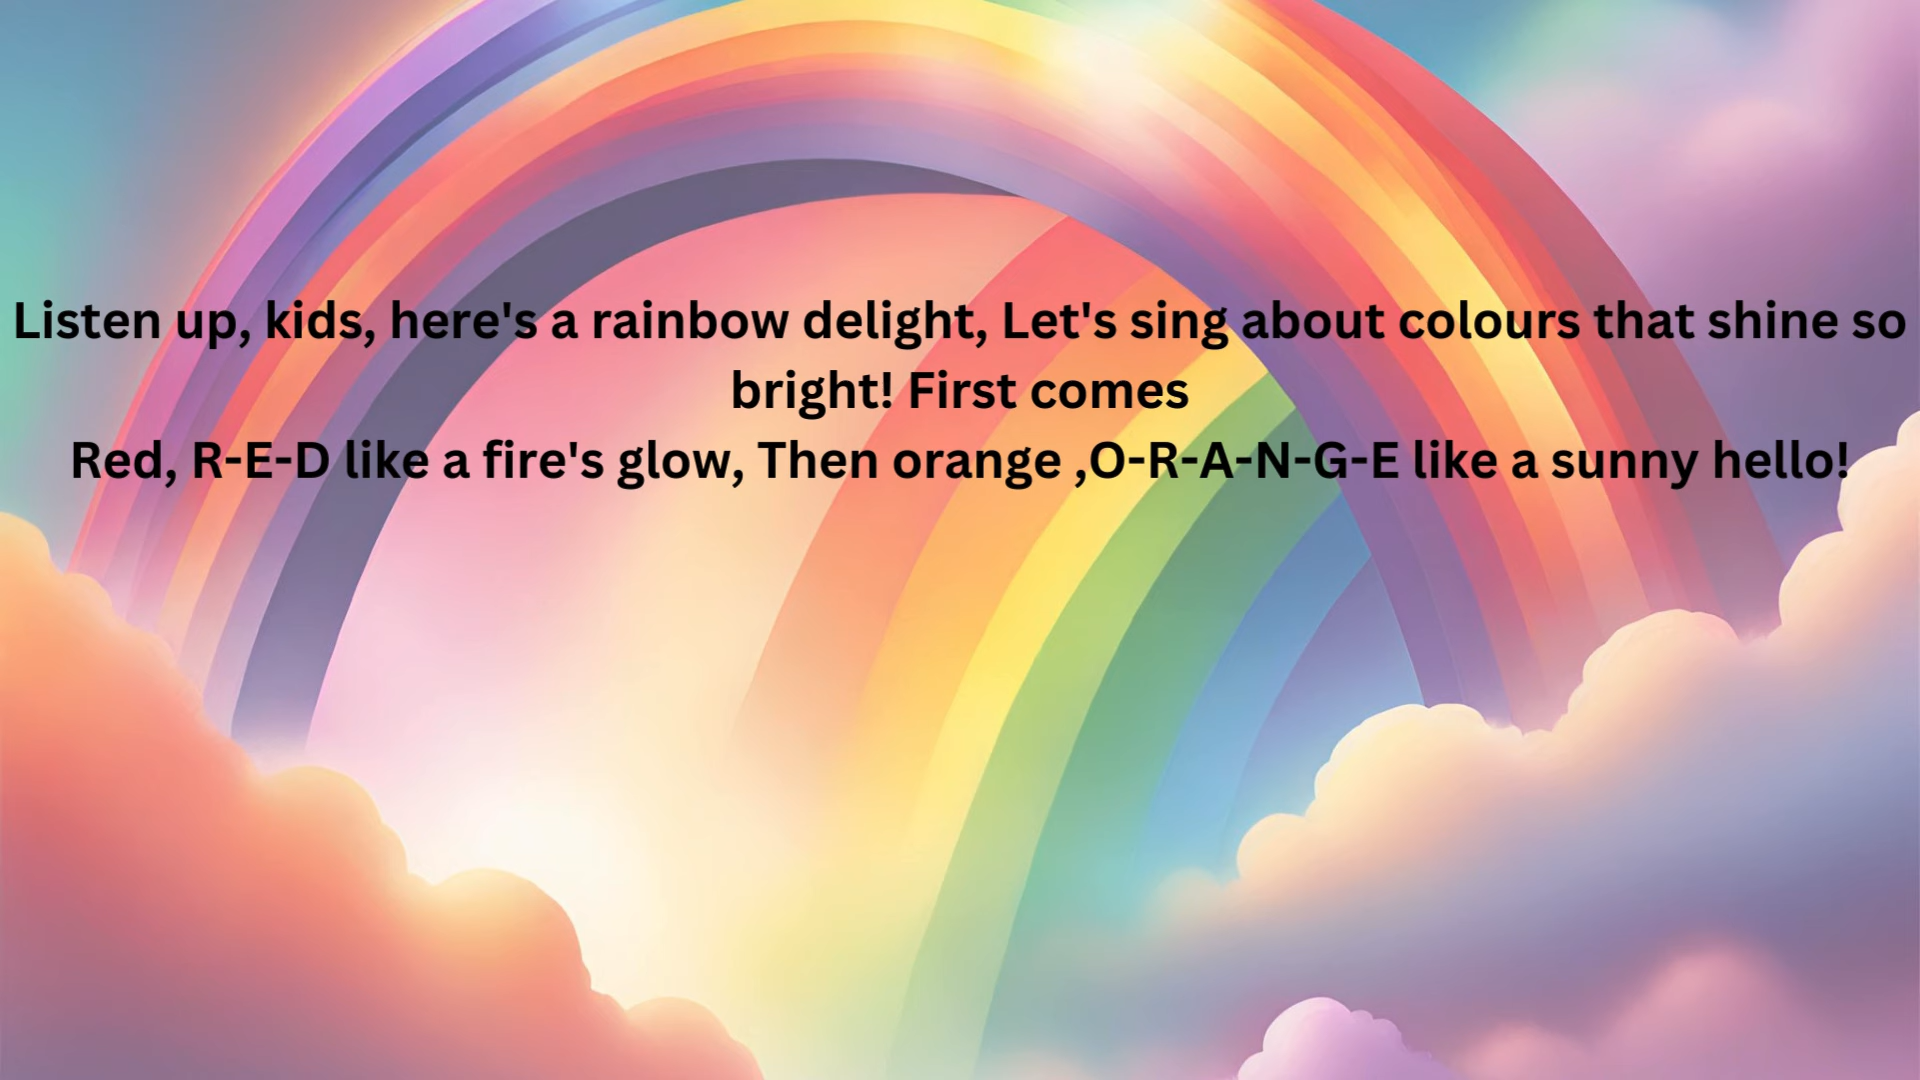 Listen up, kids, here's a rainbow delight, Let's sing about colours that shine so
bright! First comes
Red, R-E-D like a fire's glow, Then orange ,O-R-A-N-G-E like a sunny hello!